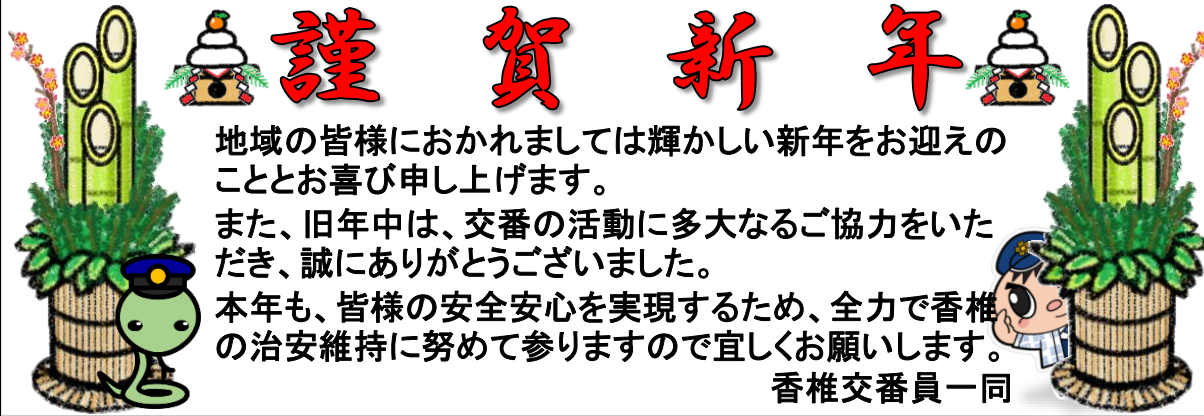 謹賀新年
地域の皆様におかれましては輝かしい新年をお迎えの
こととお喜び申し上げます。
また、旧年中は、交番の活動に多大なるご協力をいた
だき、誠にありがとうございました。
本年も、皆様の安全安心を実現するため、全力で香椎
の治安維持に努めて参りますので宜しくお願いします。
香椎交番員一同